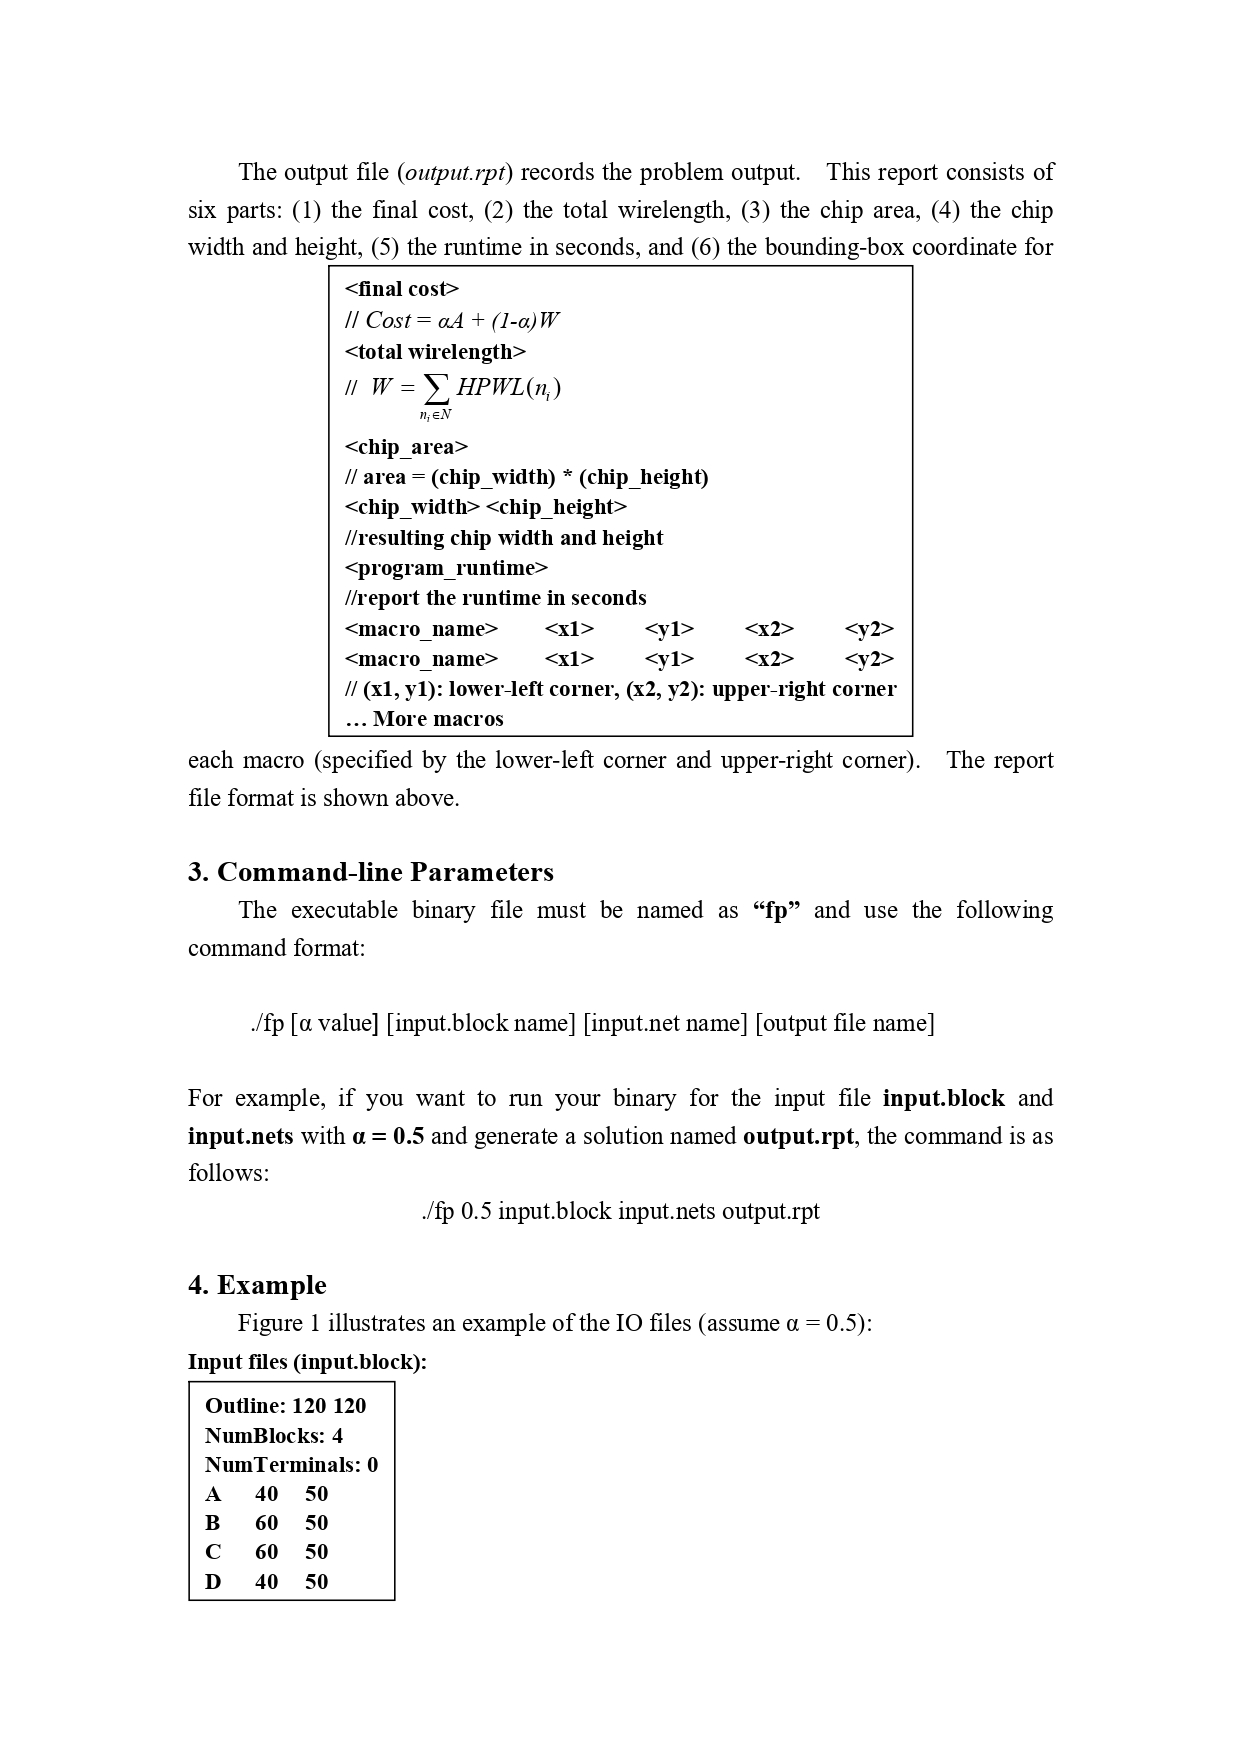 The output file (output.rpt) records the problem output. This report consists of
six parts: (1) the final cost, (2) the total wirelength, (3) the chip area, (4) the chip
width and height, (5) the runtime in seconds, and (6) the bounding-box coordinate for
<final cost>
// Cost = αA + (1-α)W
<total wirelength>
// W = ∑ HPWL(n_i)
n_i∈N
<chip_area>
// area = (chip_width) * (chip_height)
<chip_width> <chip_height>
//resulting chip width and height
<program_runtime>
//report the runtime in seconds
<macro_name> <x1> <y1> <x2> <y2>
<macro_name> <x1> <y1> <x2> <y2>
// (x1, y1): lower-left corner, (x2, y2): upper-right corner
… More macros
each macro (specified by the lower-left corner and upper-right corner). The report
file format is shown above.
3. Command-line Parameters
The executable binary file must be named as “fp” and use the following
command format:
./fp [α value] [input.block name] [input.net name] [output file name]
For example, if you want to run your binary for the input file input.block and
input.nets with α = 0.5 and generate a solution named output.rpt, the command is as
follows:
./fp 0.5 input.block input.nets output.rpt
4. Example
Figure 1 illustrates an example of the IO files (assume α = 0.5):
Input files (input.block):
Outline: 120 120
NumBlocks: 4
NumTerminals: 0
A 40 50
B 60 50
C 60 50
D 40 50